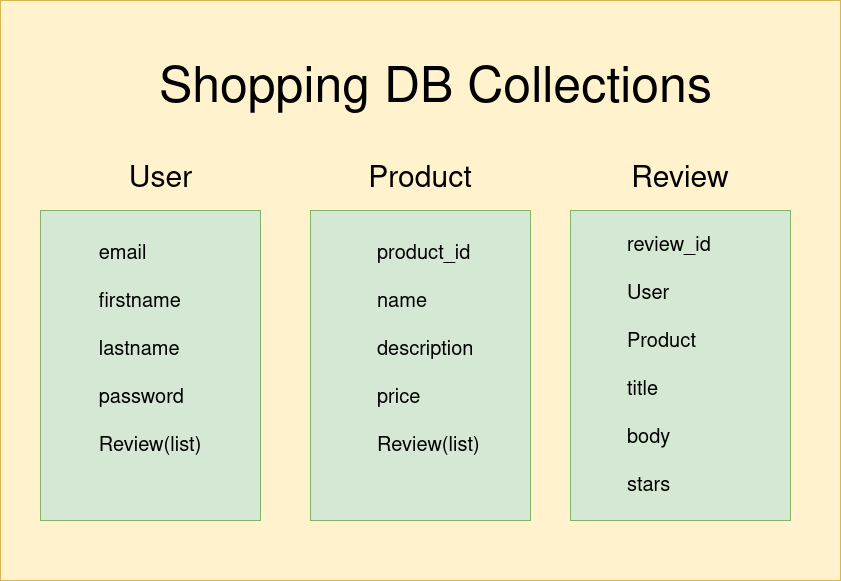 Shopping DB Collections
User
email
firstname
lastname
password
Review(list)
Product
product_id
name
description
price
Review(list)
Review
review_id
User
Product
title
body
stars